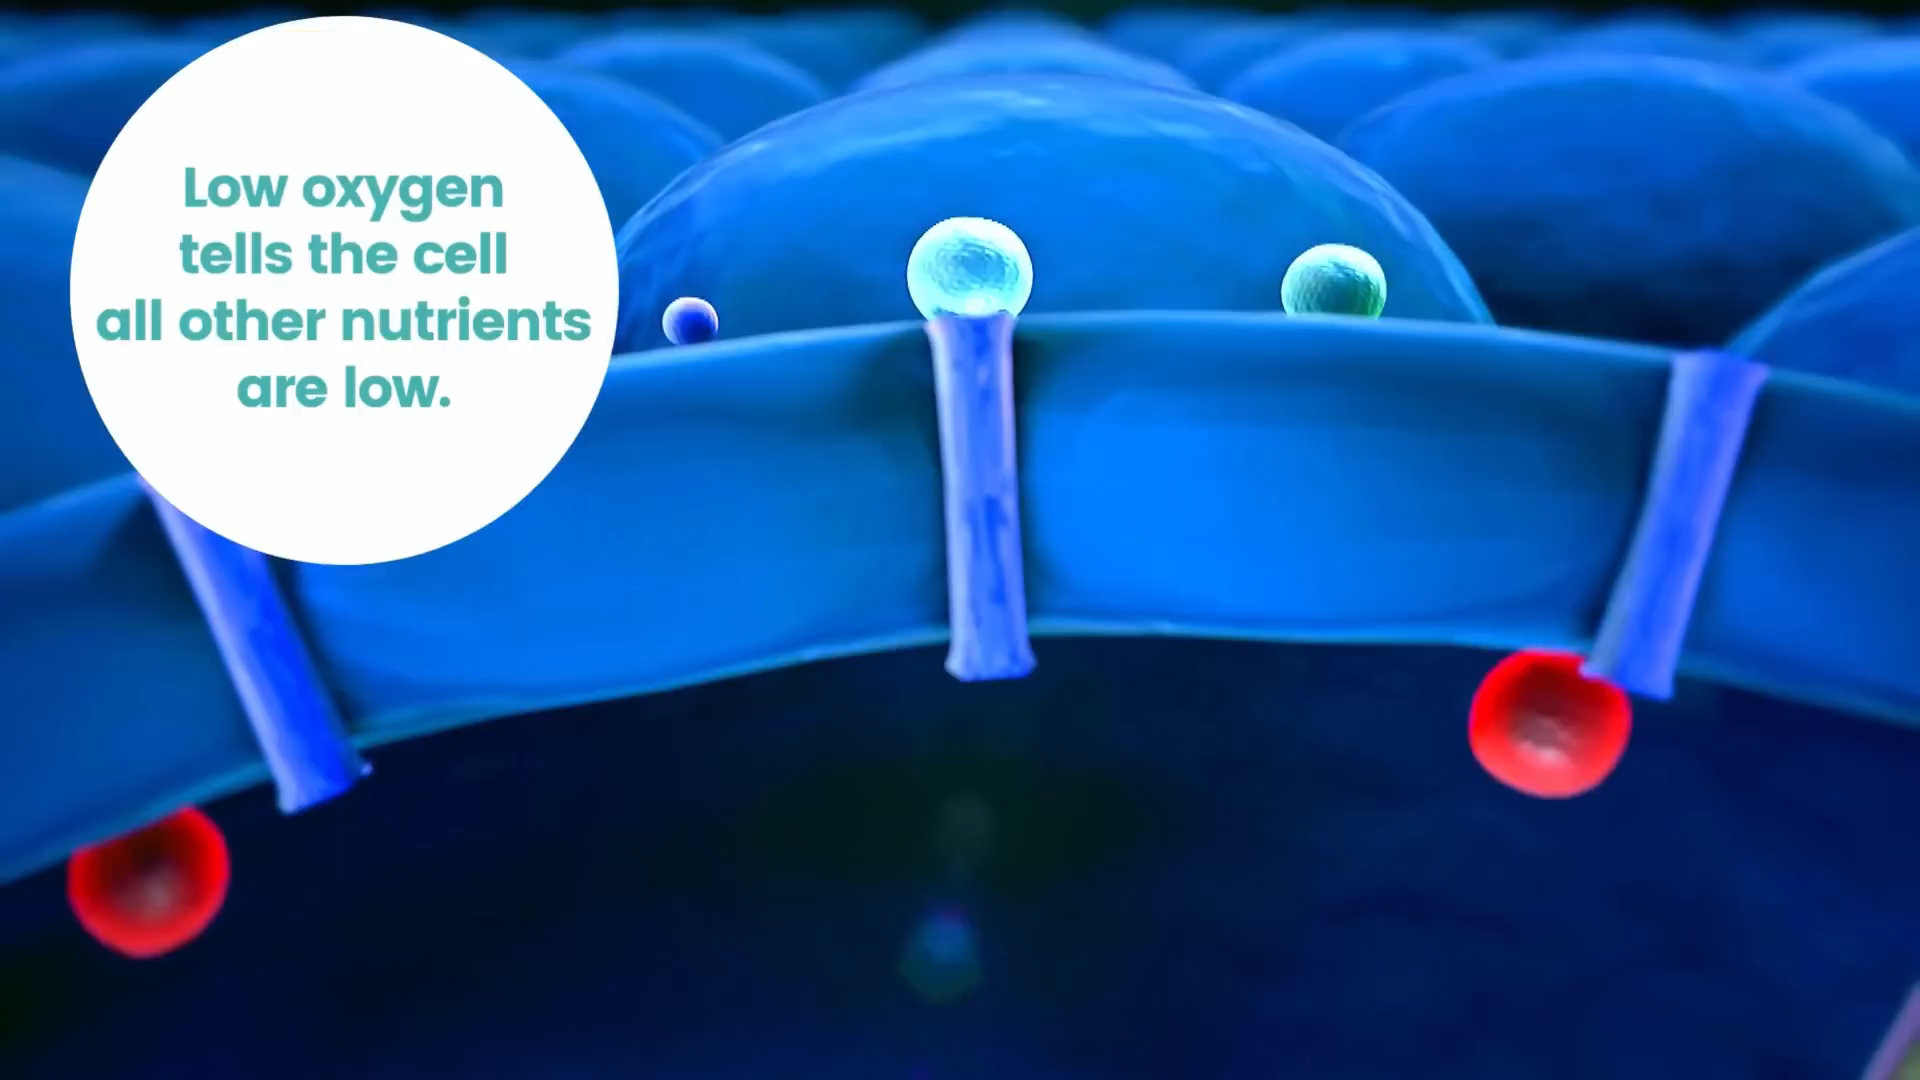 Low oxygen
tells the cell
all other nutrients
are low.